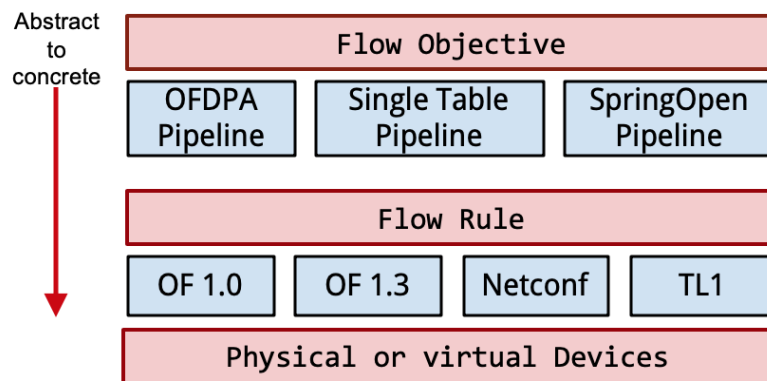 Abstract
to
concrete
Flow Objective
OFDPA
Pipeline
Single Table
Pipeline
SpringOpen
Pipeline
Flow Rule
OF 1.0
OF 1.3
Netconf
TL1
Physical or virtual Devices